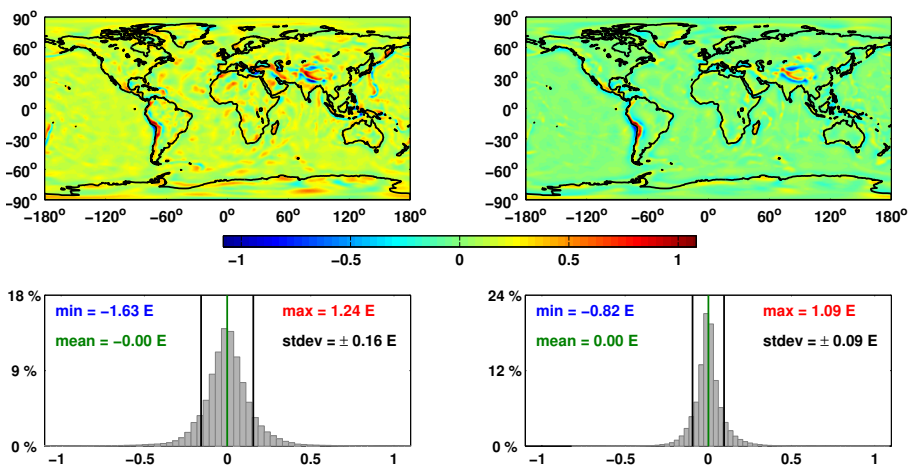 90° 60° 30° 0° −30° −60° −90°
−180° −120° −60° 0° 60° 120° 180°
90° 60° 30° 0° −30° −60° −90°
−180° −120° −60° 0° 60° 120° 180°
−1 −0.5 0 0.5 1
18 % 9 % 0 %
min = −1.63 E max = 1.24 E
mean = −0.00 E stdev = ± 0.16 E
−1 −0.5 0 0.5 1
24 % 12 % 0 %
min = −0.82 E max = 1.09 E
mean = 0.00 E stdev = ± 0.09 E
−1 −0.5 0 0.5 1